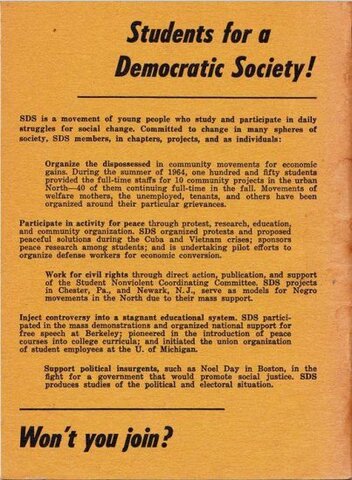 Students for a
Democratic Society!
SDS is a movement of young people who study and participate in daily
struggles for social change. Committed to change in many spheres of
society, SDS members, in chapters, projects, and as individuals:
Organize the dispossessed in community movements for economic
gains. During the summer of 1964, one hundred and fifty students
provided the full-time staffs for 10 community projects in the urban
North—40 of them continuing full-time in the fall. Movements of
welfare mothers, the unemployed, tenants, and others have been
organized around their particular grievances.
Participate in activity for peace through protest, research, education,
and community organization. SDS organized protests and proposed
peaceful solutions during the Cuba and Vietnam crises; sponsors
peace research among students; and is undertaking pilot efforts to
organize defense workers for economic conversion.
Work for civil rights through direct action, publication, and support
of the Student Nonviolent Coordinating Committee. SDS projects
in Chester, Pa., and Newark, N.J., serve as models for Negro
movements in the North due to their mass support.
Inject controversy into a stagnant educational system. SDS partici-
pated in the mass demonstrations and organized national support for
free speech at Berkeley; pioneered in the introduction of peace
courses into college curricula; and initiated the union organization
of student employees at the U. of Michigan.
Support political insurgents, such as Noel Day in Boston, in the
fight for a government that would promote social justice. SDS
produces studies of the political and electoral situation.
Won't you join?